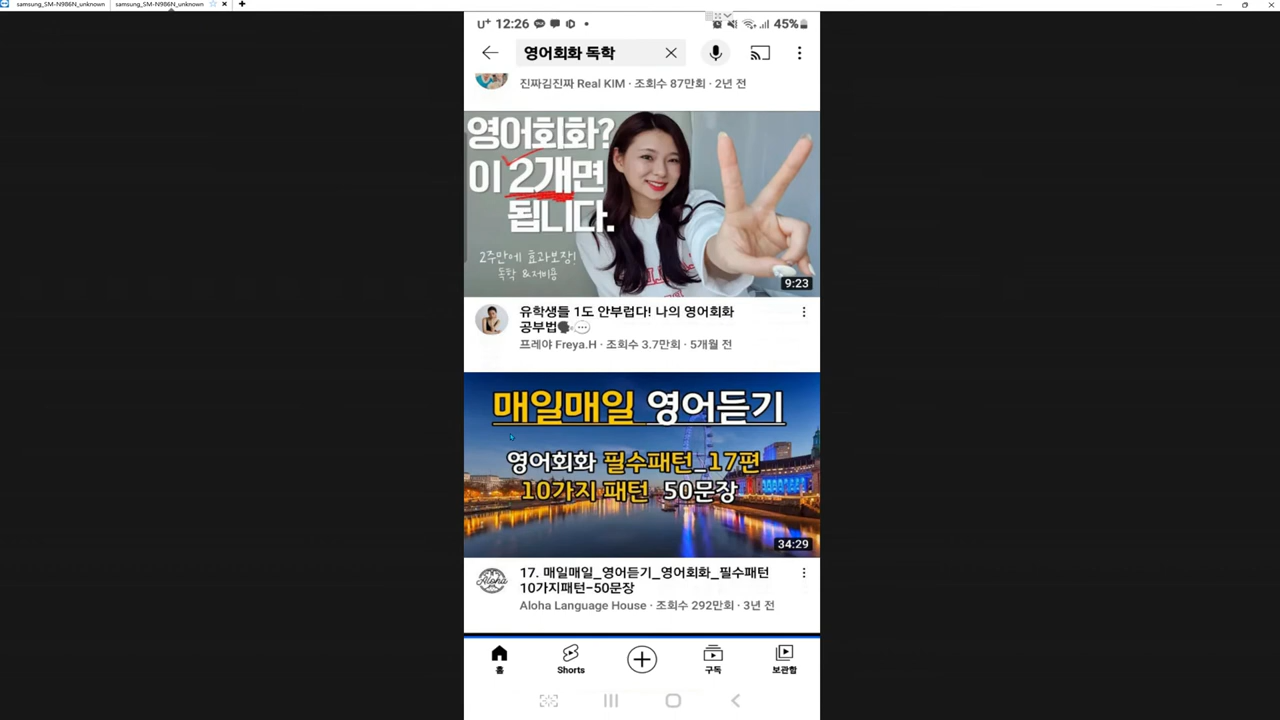 samsung_SM-N986N_unknown
samsung_SM-N986N_unknown
U+ 12:26
45%
영어회화 독학
진짜김진짜 Real KIM · 조회수 87만회 · 2년 전
영어회화?
이 2개면
됩니다.
2주만에 효과보장!
독학 & 저비용
9:23
유학생들 1도 안부럽다! 나의 영어회화
공부법
프레야 Freya.H · 조회수 3.7만회 · 5개월 전
매일매일 영어듣기
영어회화 필수패턴_17편
10가지 패턴 50문장
34:29
Aloha
17. 매일매일_영어듣기_영어회화_필수패턴
10가지패턴-50문장
Aloha Language House · 조회수 292만회 · 3년 전
홈
Shorts
구독
보관함